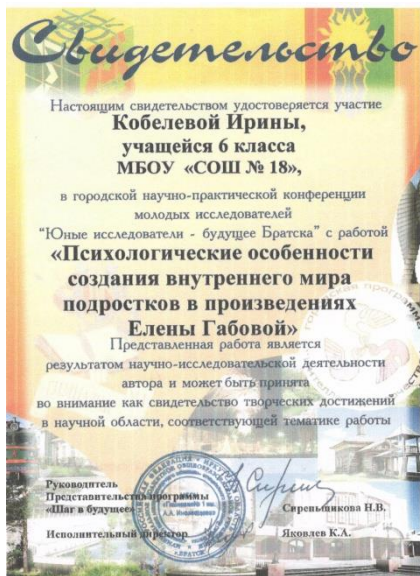 Свидетельство
Настоящим свидетельством удостоверяется участие
Кобелевой Ирины,
учащейся 6 класса
МБОУ «СОШ № 18»,
в городской научно-практической конференции
молодых исследователей
"Юные исследователи - будущее Братска" с работой
«Психологические особенности
создания внутреннего мира
подростков в произведениях
Елены Габовой»
Представленная работа является
результатом научно-исследовательской деятельности
автора и может быть принята
во внимание как свидетельство творческих достижений
в научной области, соответствующей тематике работы
Руководитель
Представительства программы
«Шаг в будущее»
Сиреньщикова Н.В.
Исполнительный директор
Яковлев К.А.